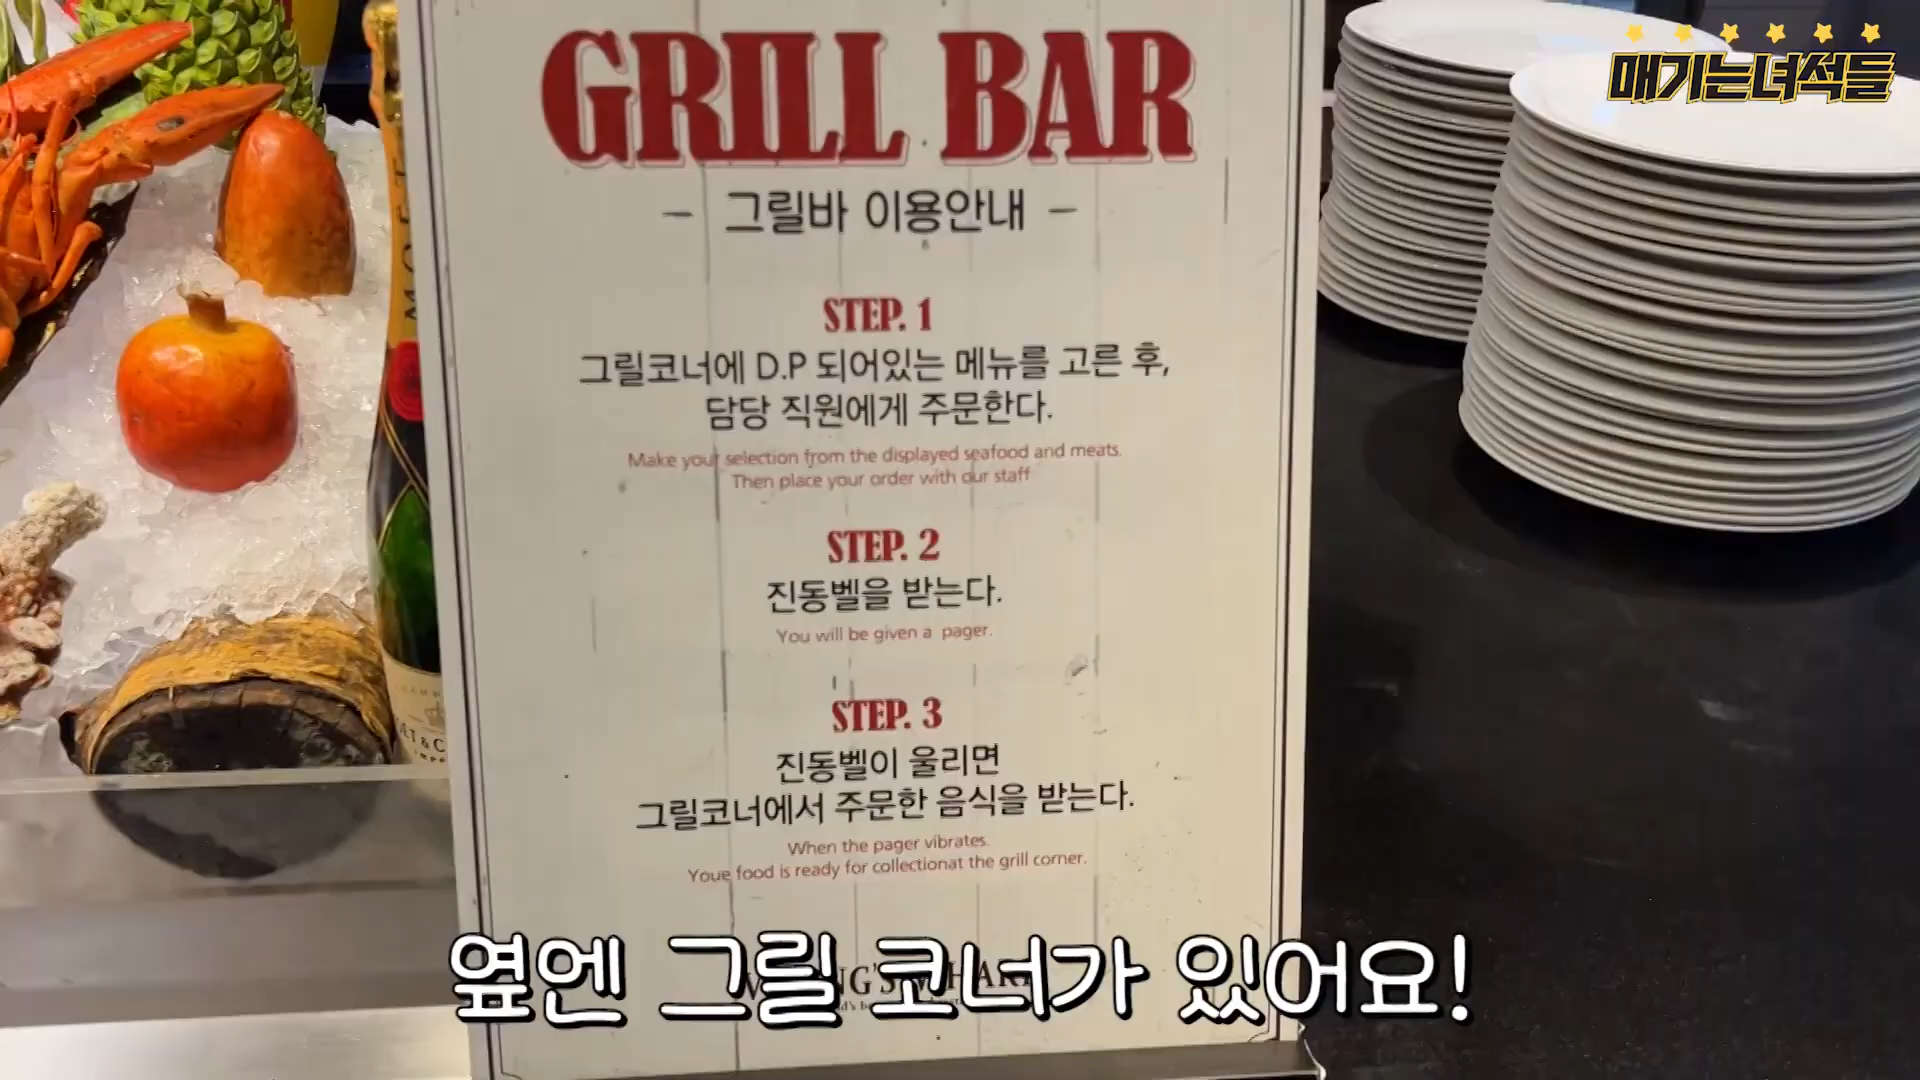 매기는녀석들
GRILL BAR
– 그릴바 이용안내 –
STEP. 1
그릴코너에 D.P 되어있는 메뉴를 고른 후,
담당 직원에게 주문한다.
Make your selection from the displayed seafood and meats.
Then place your order with our staff
STEP. 2
진동벨을 받는다.
You will be given a pager.
STEP. 3
진동벨이 울리면
그릴코너에서 주문한 음식을 받는다.
When the pager vibrates.
Youe food is ready for collectionat the grill corner.
옆엔 그릴 코너가 있어요!